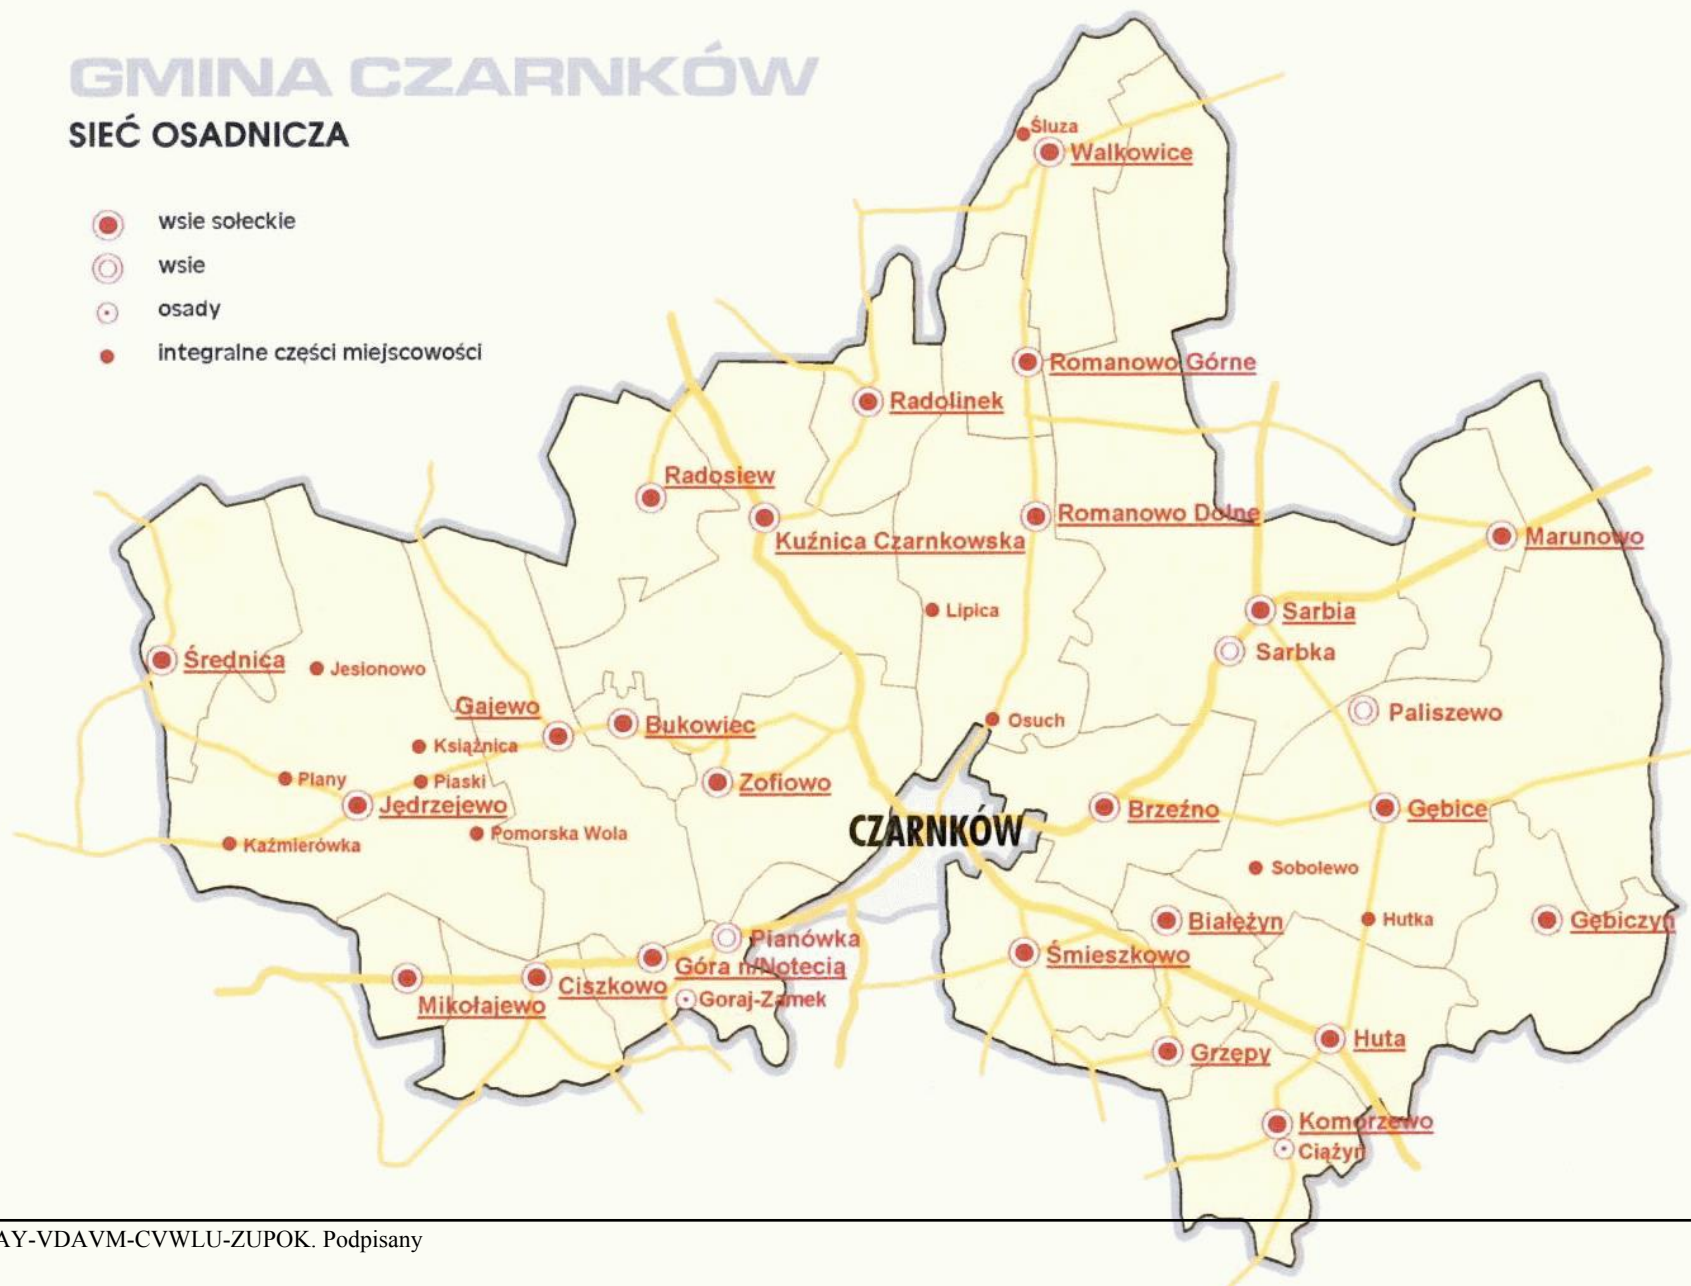 GMINA CZARNKÓW
SIEĆ OSADNICZA
wsie sołeckie
wsie
osady
integralne części miejscowości
Śluza
Walkowice
Romanowo Górne
Radolinek
Radosiew
Romanowo Dolne
Kuźnica Czarnkowska
Marunowo
Lipica
Sarbia
Sarbka
Średnica
Jesionowo
Gajewo
Bukowiec
Osuch
Paliszewo
Książnica
Plany
Piaski
Zofiowo
Jędrzejewo
Brzeźno
Gębice
CZARNKÓW
Pomorska Wola
Kaźmierówka
Sobolewo
Białężyn
Hutka
Gębiczyn
Pianówka
Śmieszkowo
Góra n/Notecią
Ciszkowo
Mikołajewo
Goraj-Zamek
Huta
Grzępy
Komorzewo
Ciążyń
AY-VDAVM-CVWLU-ZUPOK. Podpisany